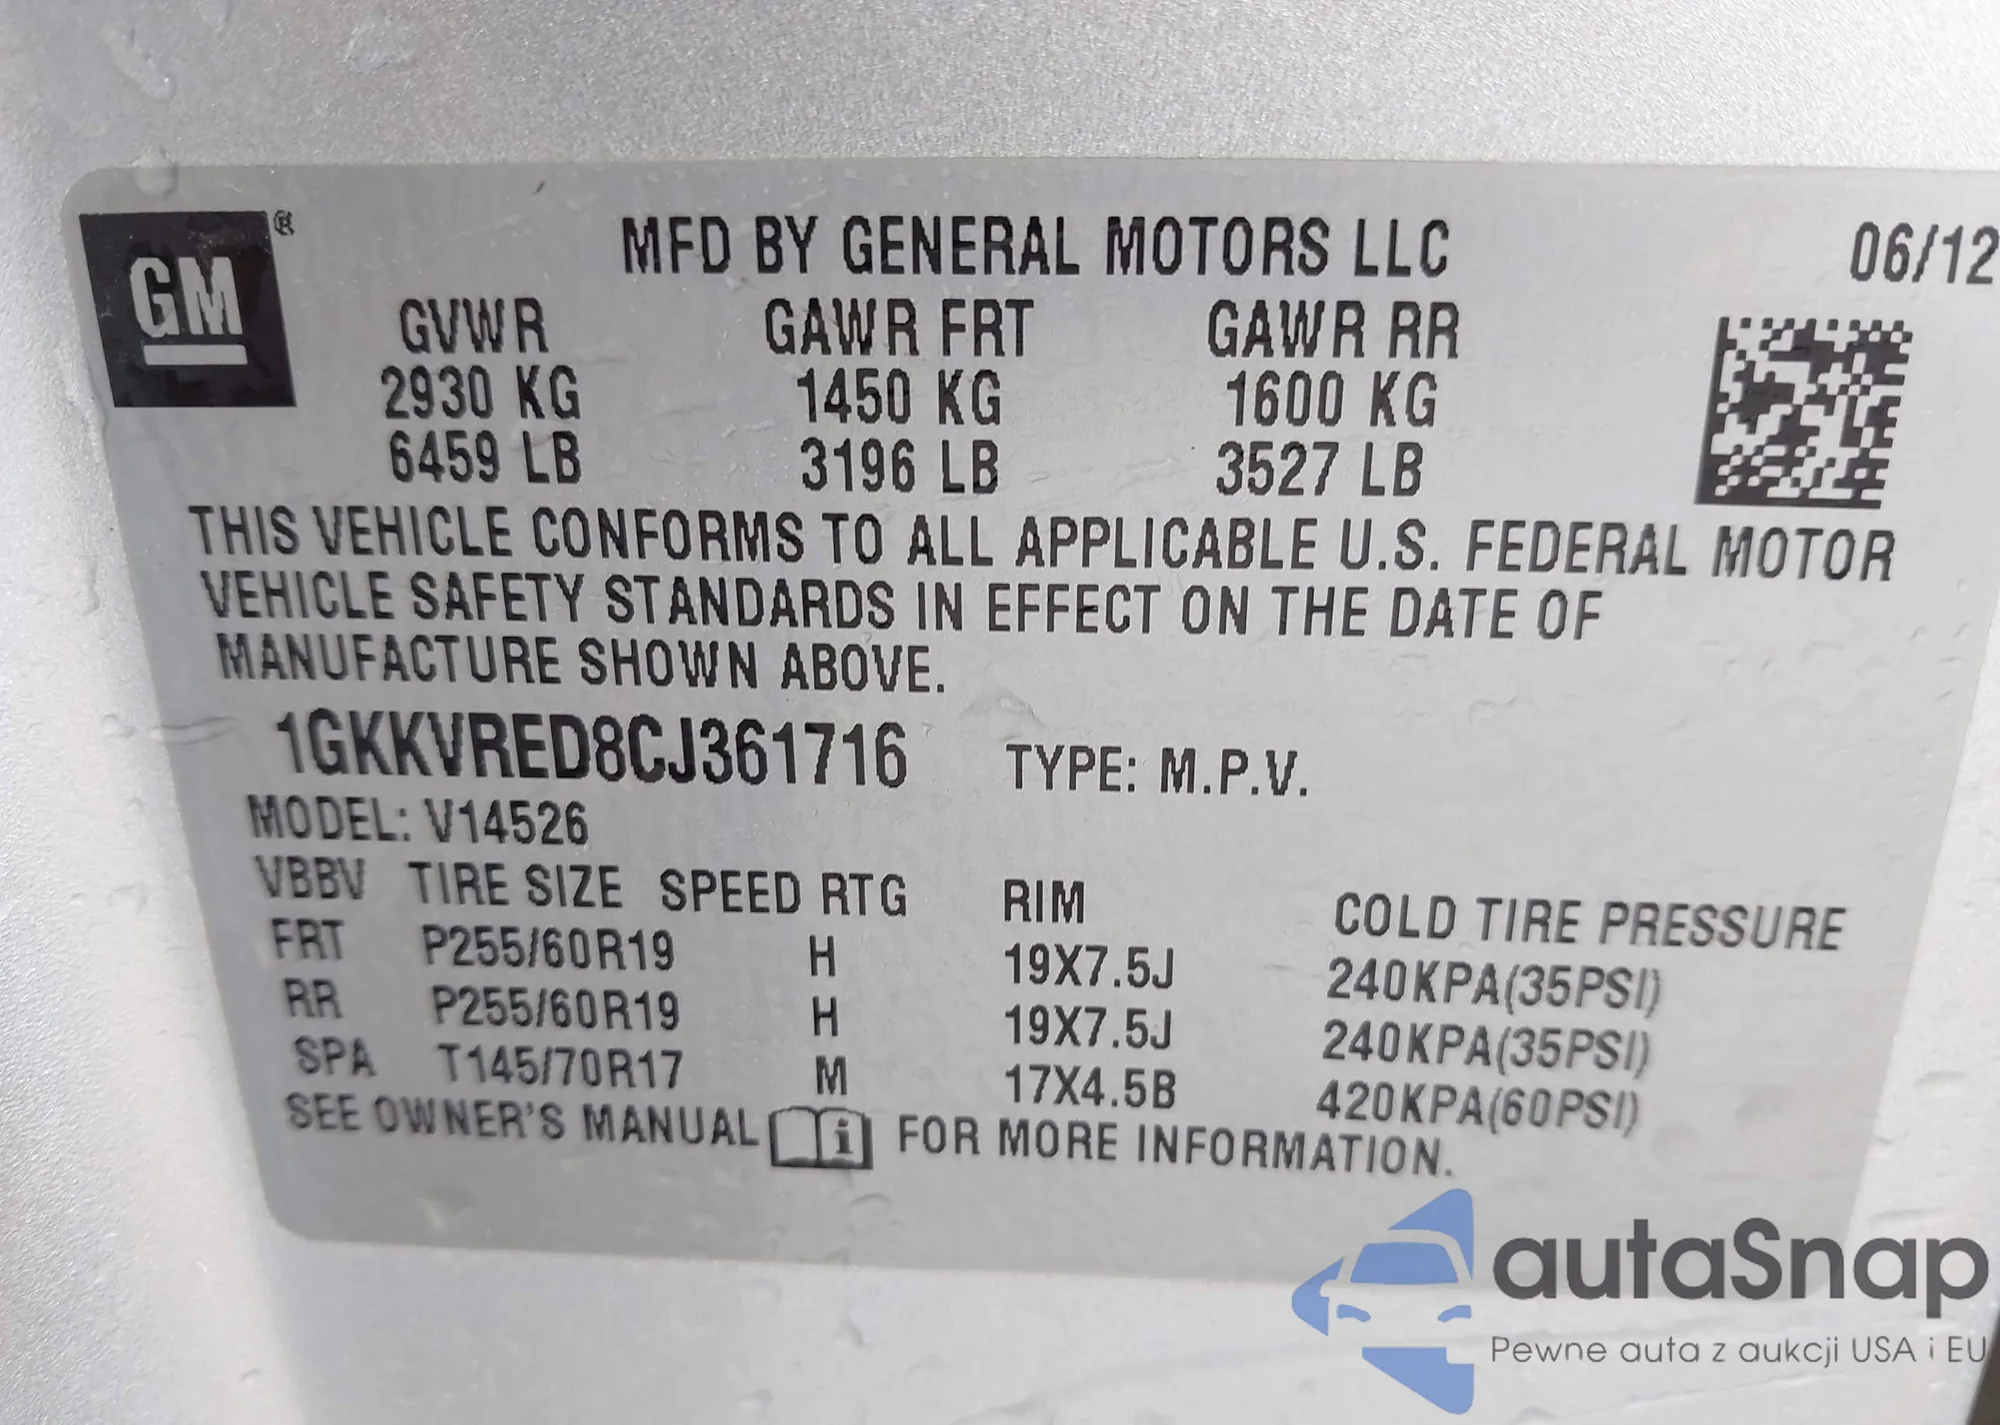 GM ®
MFD BY GENERAL MOTORS LLC 06/12
GVWR GAWR FRT GAWR RR
2930 KG 1450 KG 1600 KG
6459 LB 3196 LB 3527 LB
THIS VEHICLE CONFORMS TO ALL APPLICABLE U.S. FEDERAL MOTOR
VEHICLE SAFETY STANDARDS IN EFFECT ON THE DATE OF
MANUFACTURE SHOWN ABOVE.
1GKKVRED8CJ361716 TYPE: M.P.V.
MODEL: V14526
VBBV TIRE SIZE SPEED RTG RIM COLD TIRE PRESSURE
FRT P255/60R19 H 19X7.5J 240KPA(35PSI)
RR P255/60R19 H 19X7.5J 240KPA(35PSI)
SPA T145/70R17 M 17X4.5B 420KPA(60PSI)
SEE OWNER'S MANUAL i FOR MORE INFORMATION.
autaSnap
Pewne auta z aukcji USA i EU